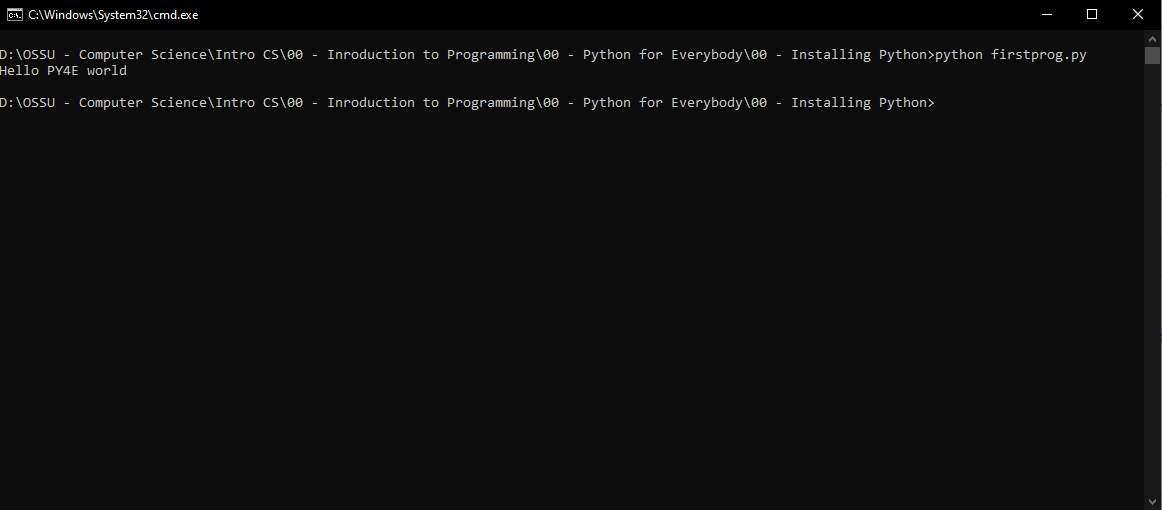 C:\Windows\System32\cmd.exe
D:\OSSU - Computer Science\Intro CS\00 - Inroduction to Programming\00 - Python for Everybody\00 - Installing Python>python firstprog.py
Hello PY4E world
D:\OSSU - Computer Science\Intro CS\00 - Inroduction to Programming\00 - Python for Everybody\00 - Installing Python>